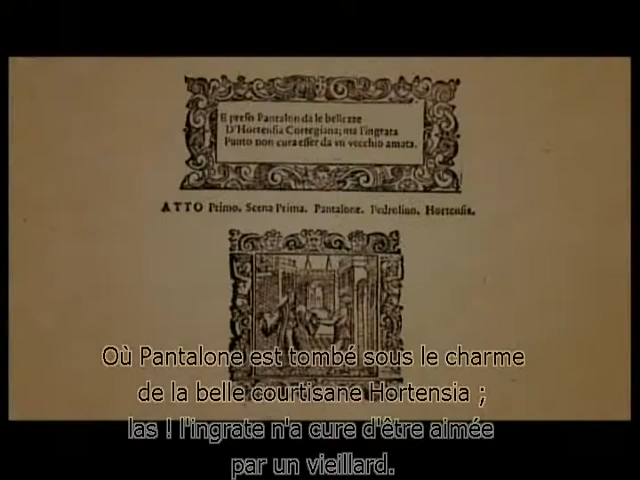 E preso Pantalon da le bellezze
D'Hortensia Cortegiana; ma l'ingrata
Punto non cura esser da un vecchio amata.
ATTO Primo. Scena Prima. Pantalone. Pedrolino. Hortensia.
Où Pantalone est tombé sous le charme
de la belle courtisane Hortensia ;
las ! l'ingrate n'a cure d'être aimée
par un vieillard.